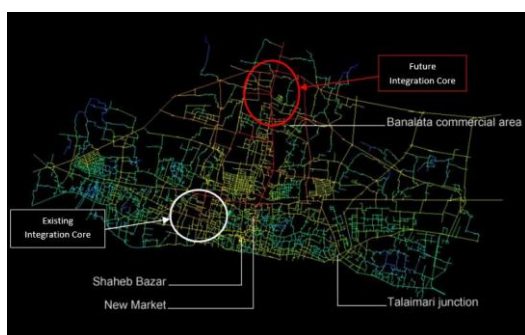 Future
Integration Core
Banalata commercial area
Existing
Integration Core
Shaheb Bazar
New Market
Talaimari junction